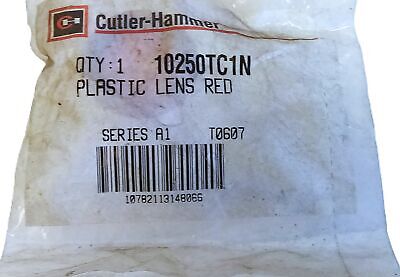 Cutler-Hammer
QTY:1 10250TC1N
PLASTIC LENS RED
SERIES A1 T0607
10782113148066